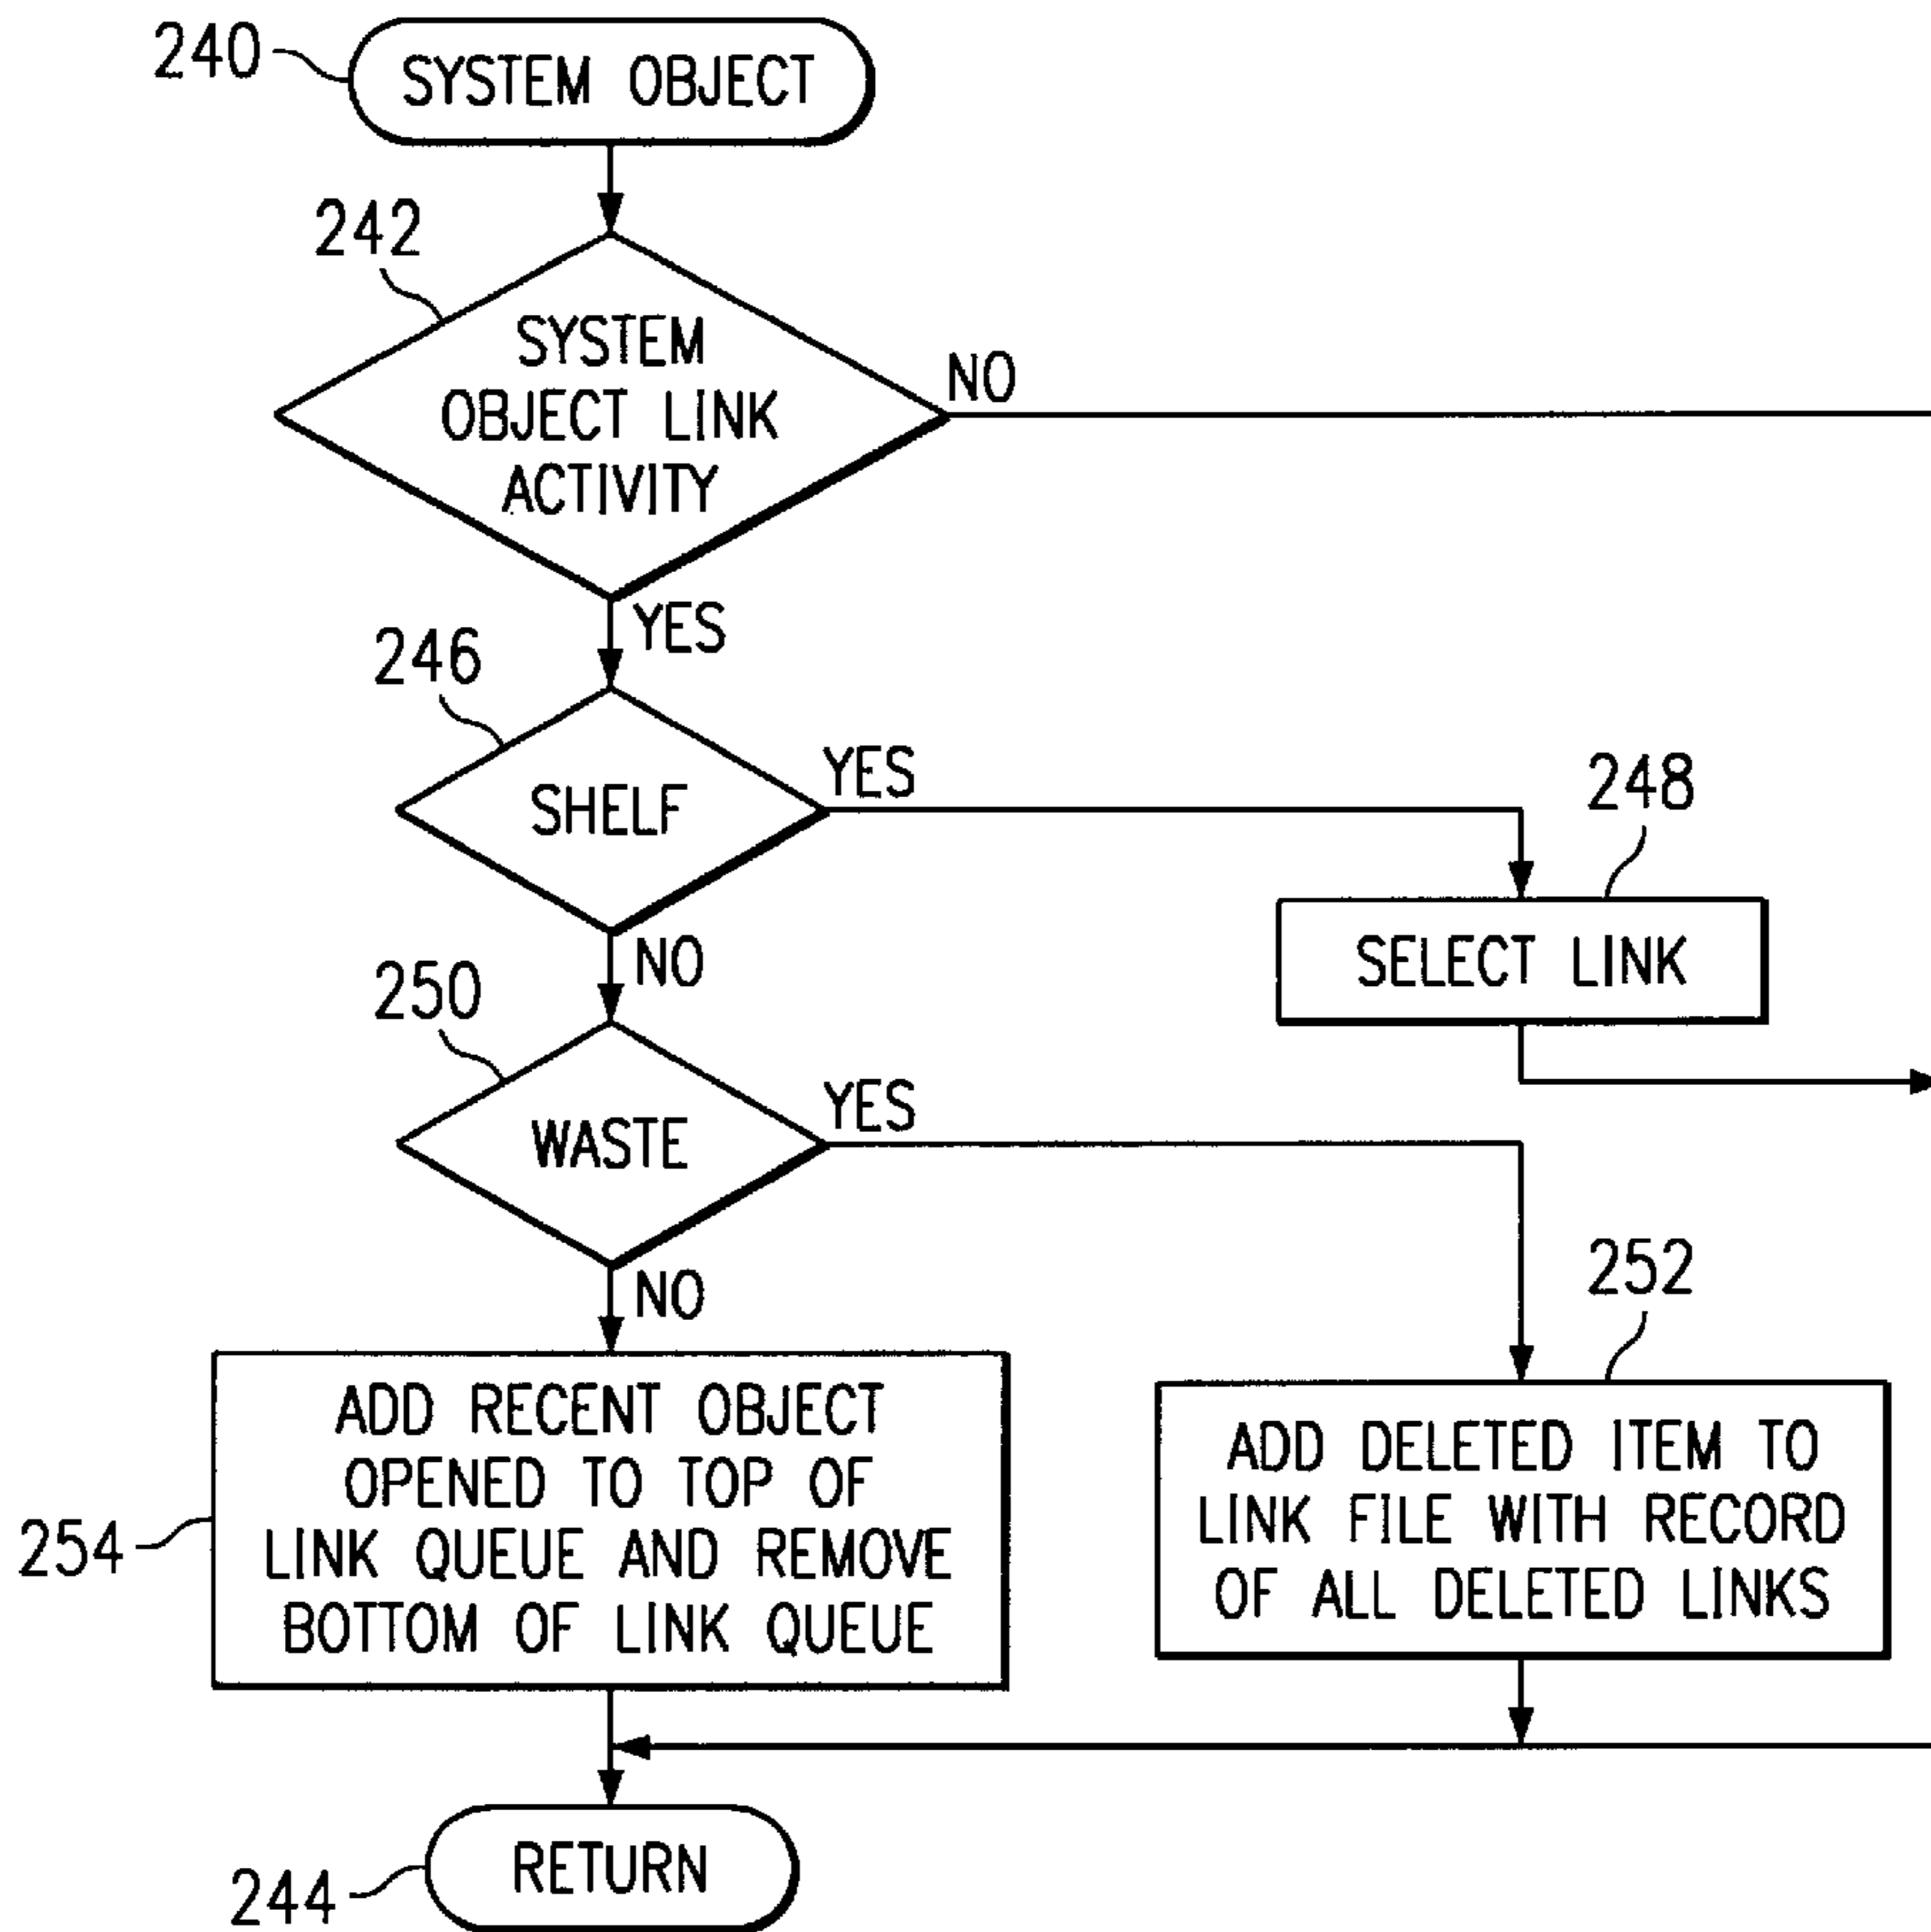 240
SYSTEM OBJECT
242
SYSTEM
OBJECT LINK
ACTIVITY
NO
YES
246
SHELF
YES
248
SELECT LINK
NO
250
WASTE
YES
252
NO
ADD RECENT OBJECT
OPENED TO TOP OF
LINK QUEUE AND REMOVE
BOTTOM OF LINK QUEUE
254
ADD DELETED ITEM TO
LINK FILE WITH RECORD
OF ALL DELETED LINKS
RETURN
244